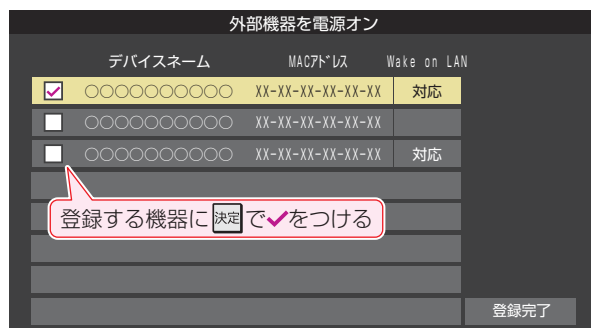 外部機器を電源オン
デバイスネーム MACｱﾄﾞﾚｽ Wake on LAN
○○○○○○○○○○ XX-XX-XX-XX-XX-XX 対応
○○○○○○○○○○ XX-XX-XX-XX-XX-XX
○○○○○○○○○○ XX-XX-XX-XX-XX-XX 対応
登録する機器に 決定 で✓をつける
登録完了